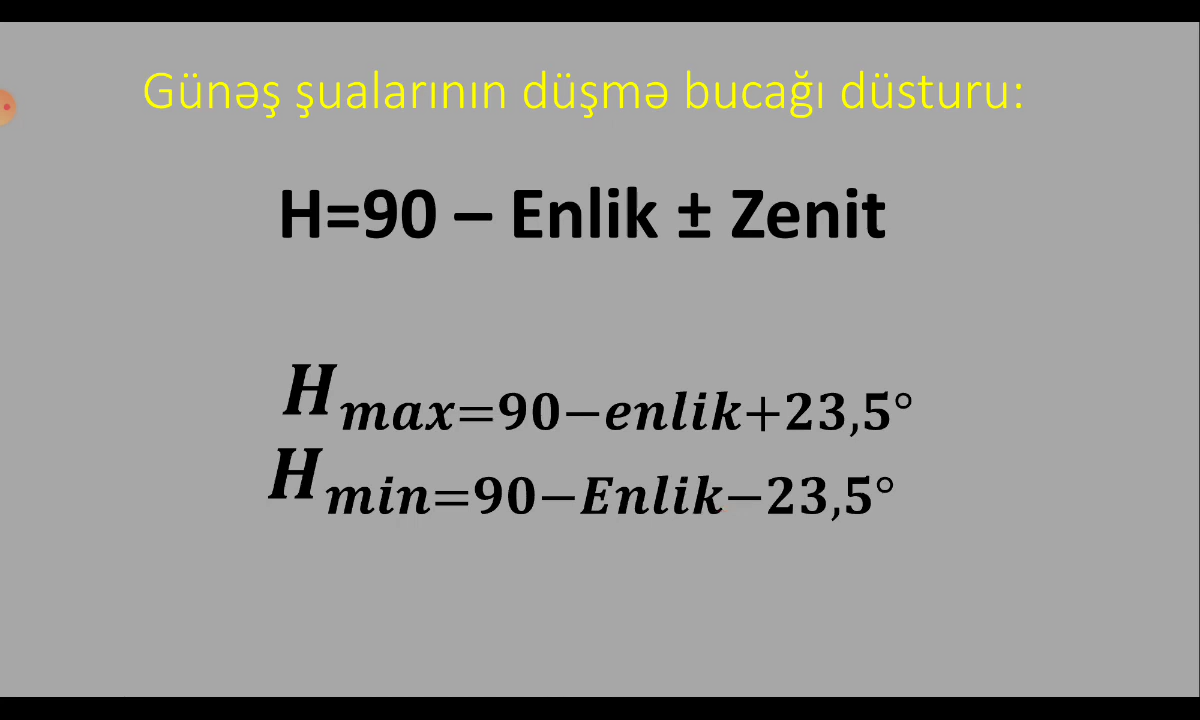 Günəş şualarının düşmə bucağı düsturu:
H=90 – Enlik ± Zenit
Hmax=90−enlik+23,5°
Hmin=90−Enlik−23,5°